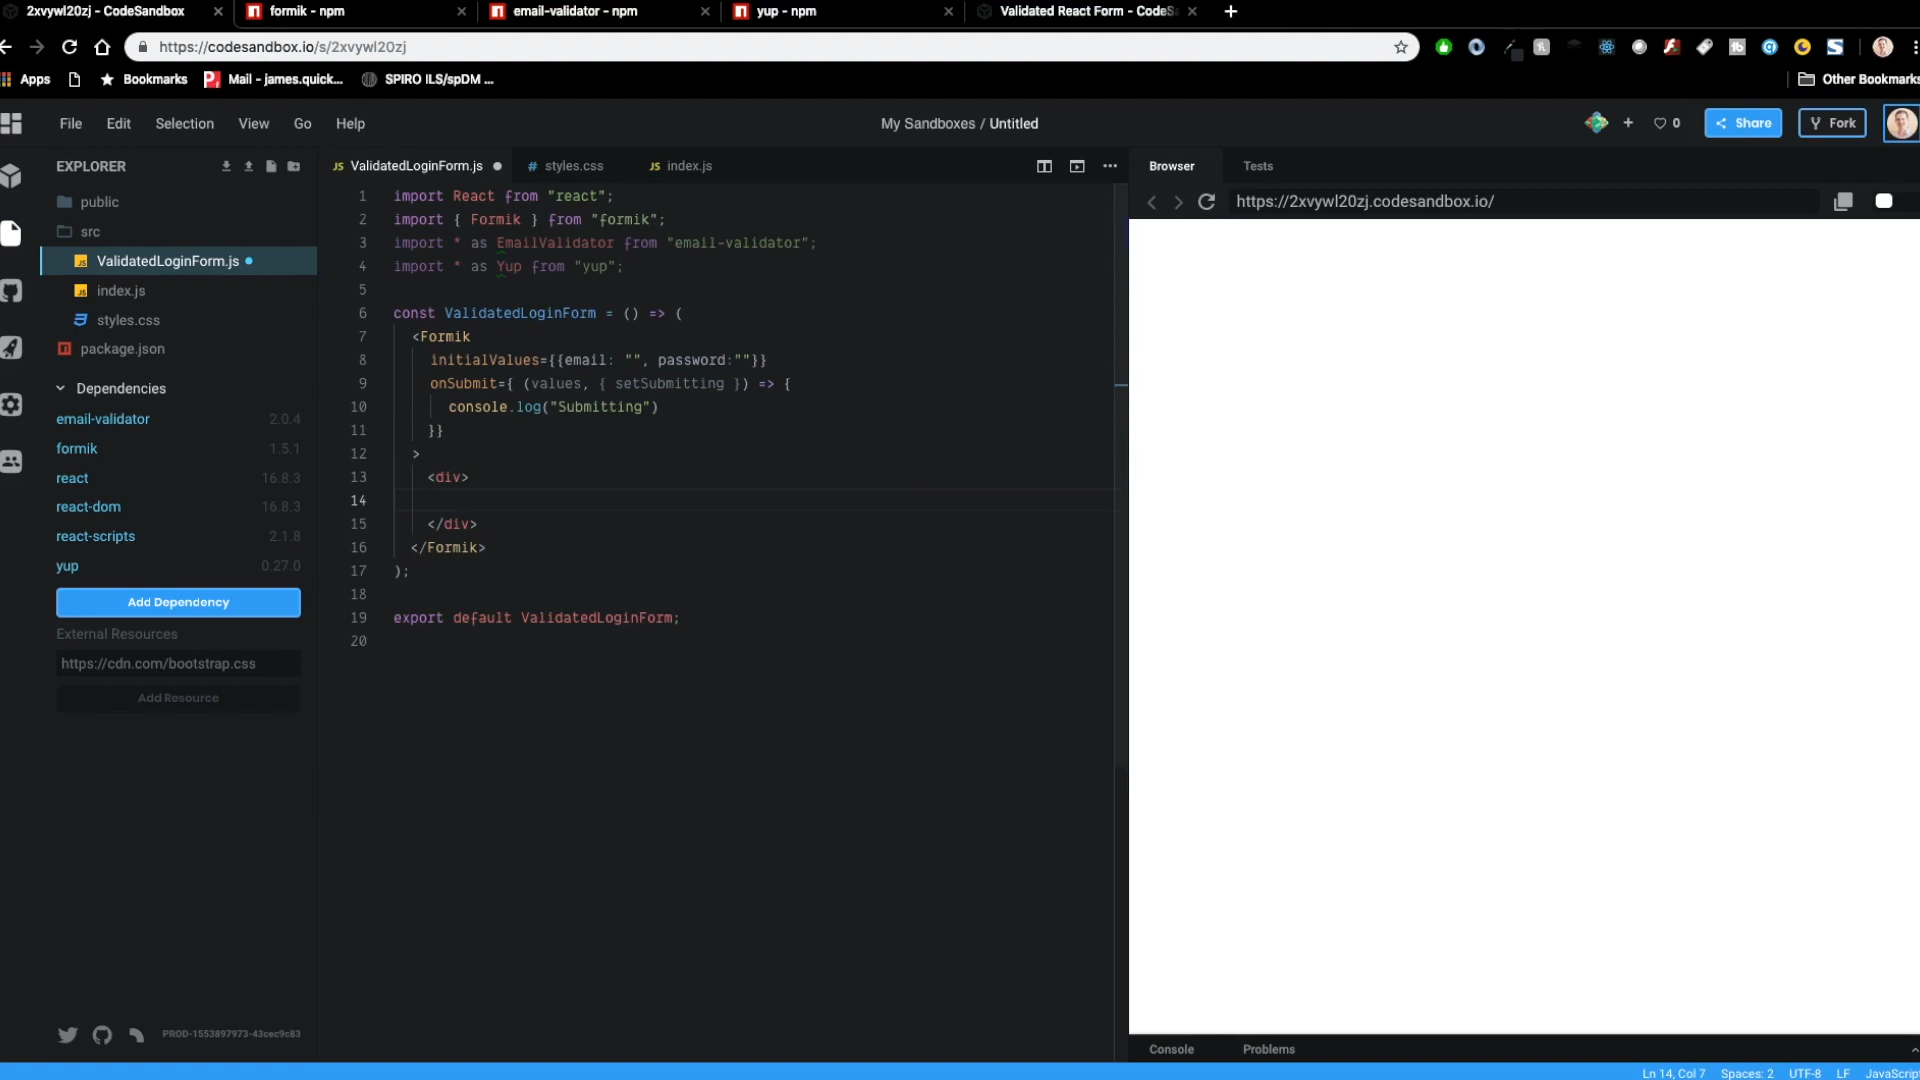 2xvywl20zj - CodeSandbox
formik - npm
email-validator - npm
yup - npm
Validated React Form - CodeS
https://codesandbox.io/s/2xvywl20zj
Apps
Bookmarks
Mail - james.quick...
SPIRO ILS/spDM ...
Other Bookmarks
File Edit Selection View Go Help
My Sandboxes / Untitled
0
Share
Fork
EXPLORER
public
src
ValidatedLoginForm.js
index.js
styles.css
package.json
Dependencies
email-validator 2.0.4
formik 1.5.1
react 16.8.3
react-dom 16.8.3
react-scripts 2.1.8
yup 0.27.0
Add Dependency
External Resources
https://cdn.com/bootstrap.css
Add Resource
PROD-1553897973-43cec9c83
JS ValidatedLoginForm.js
# styles.css
JS index.js
1 import React from "react";
2 import { Formik } from "formik";
3 import * as EmailValidator from "email-validator";
4 import * as Yup from "yup";
5
6 const ValidatedLoginForm = () => (
7 <Formik
8 initialValues={{email: "", password:""}}
9 onSubmit={ (values, { setSubmitting }) => {
10 console.log("Submitting")
11 }}
12 >
13 <div>
14
15 </div>
16 </Formik>
17 );
18
19 export default ValidatedLoginForm;
20
Browser Tests
https://2xvywl20zj.codesandbox.io/
Console Problems
Ln 14, Col 7 Spaces: 2 UTF-8 LF JavaScrip